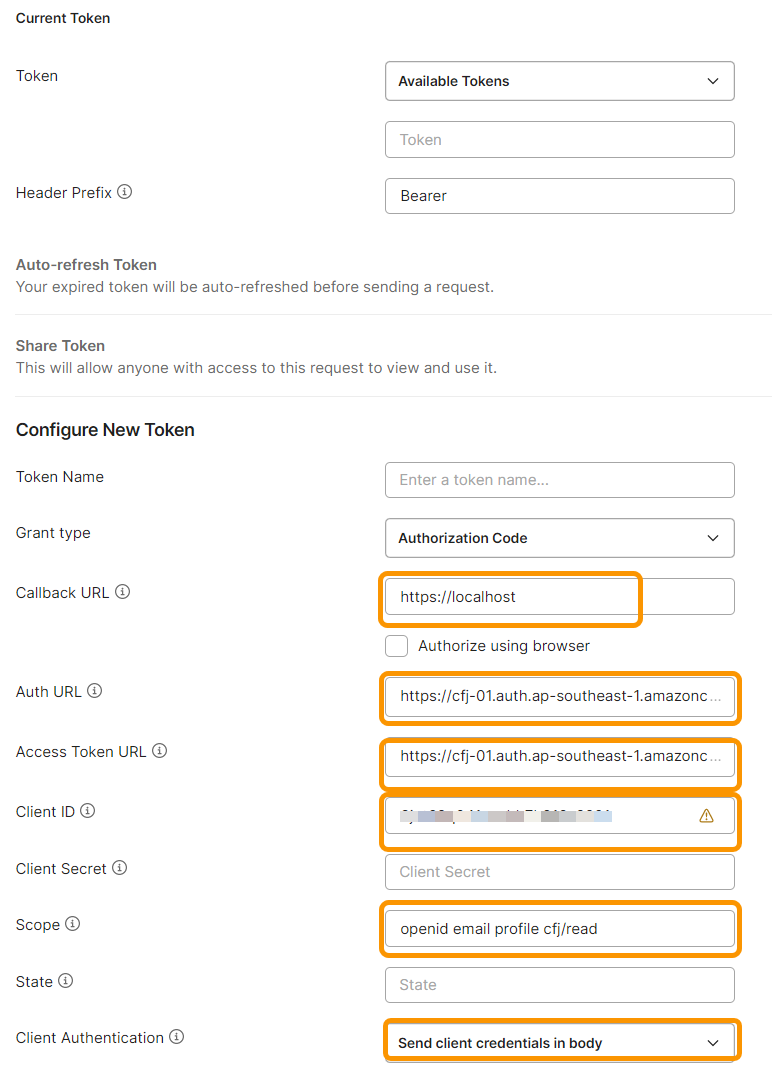 Current Token
Token
Available Tokens
Token
Header Prefix
Bearer
Auto-refresh Token
Your expired token will be auto-refreshed before sending a request.
Share Token
This will allow anyone with access to this request to view and use it.
Configure New Token
Token Name
Enter a token name...
Grant type
Authorization Code
Callback URL
https://localhost
Authorize using browser
Auth URL
https://cfj-01.auth.ap-southeast-1.amazonc...
Access Token URL
https://cfj-01.auth.ap-southeast-1.amazonc...
Client ID
Client Secret
Client Secret
Scope
openid email profile cfj/read
State
State
Client Authentication
Send client credentials in body